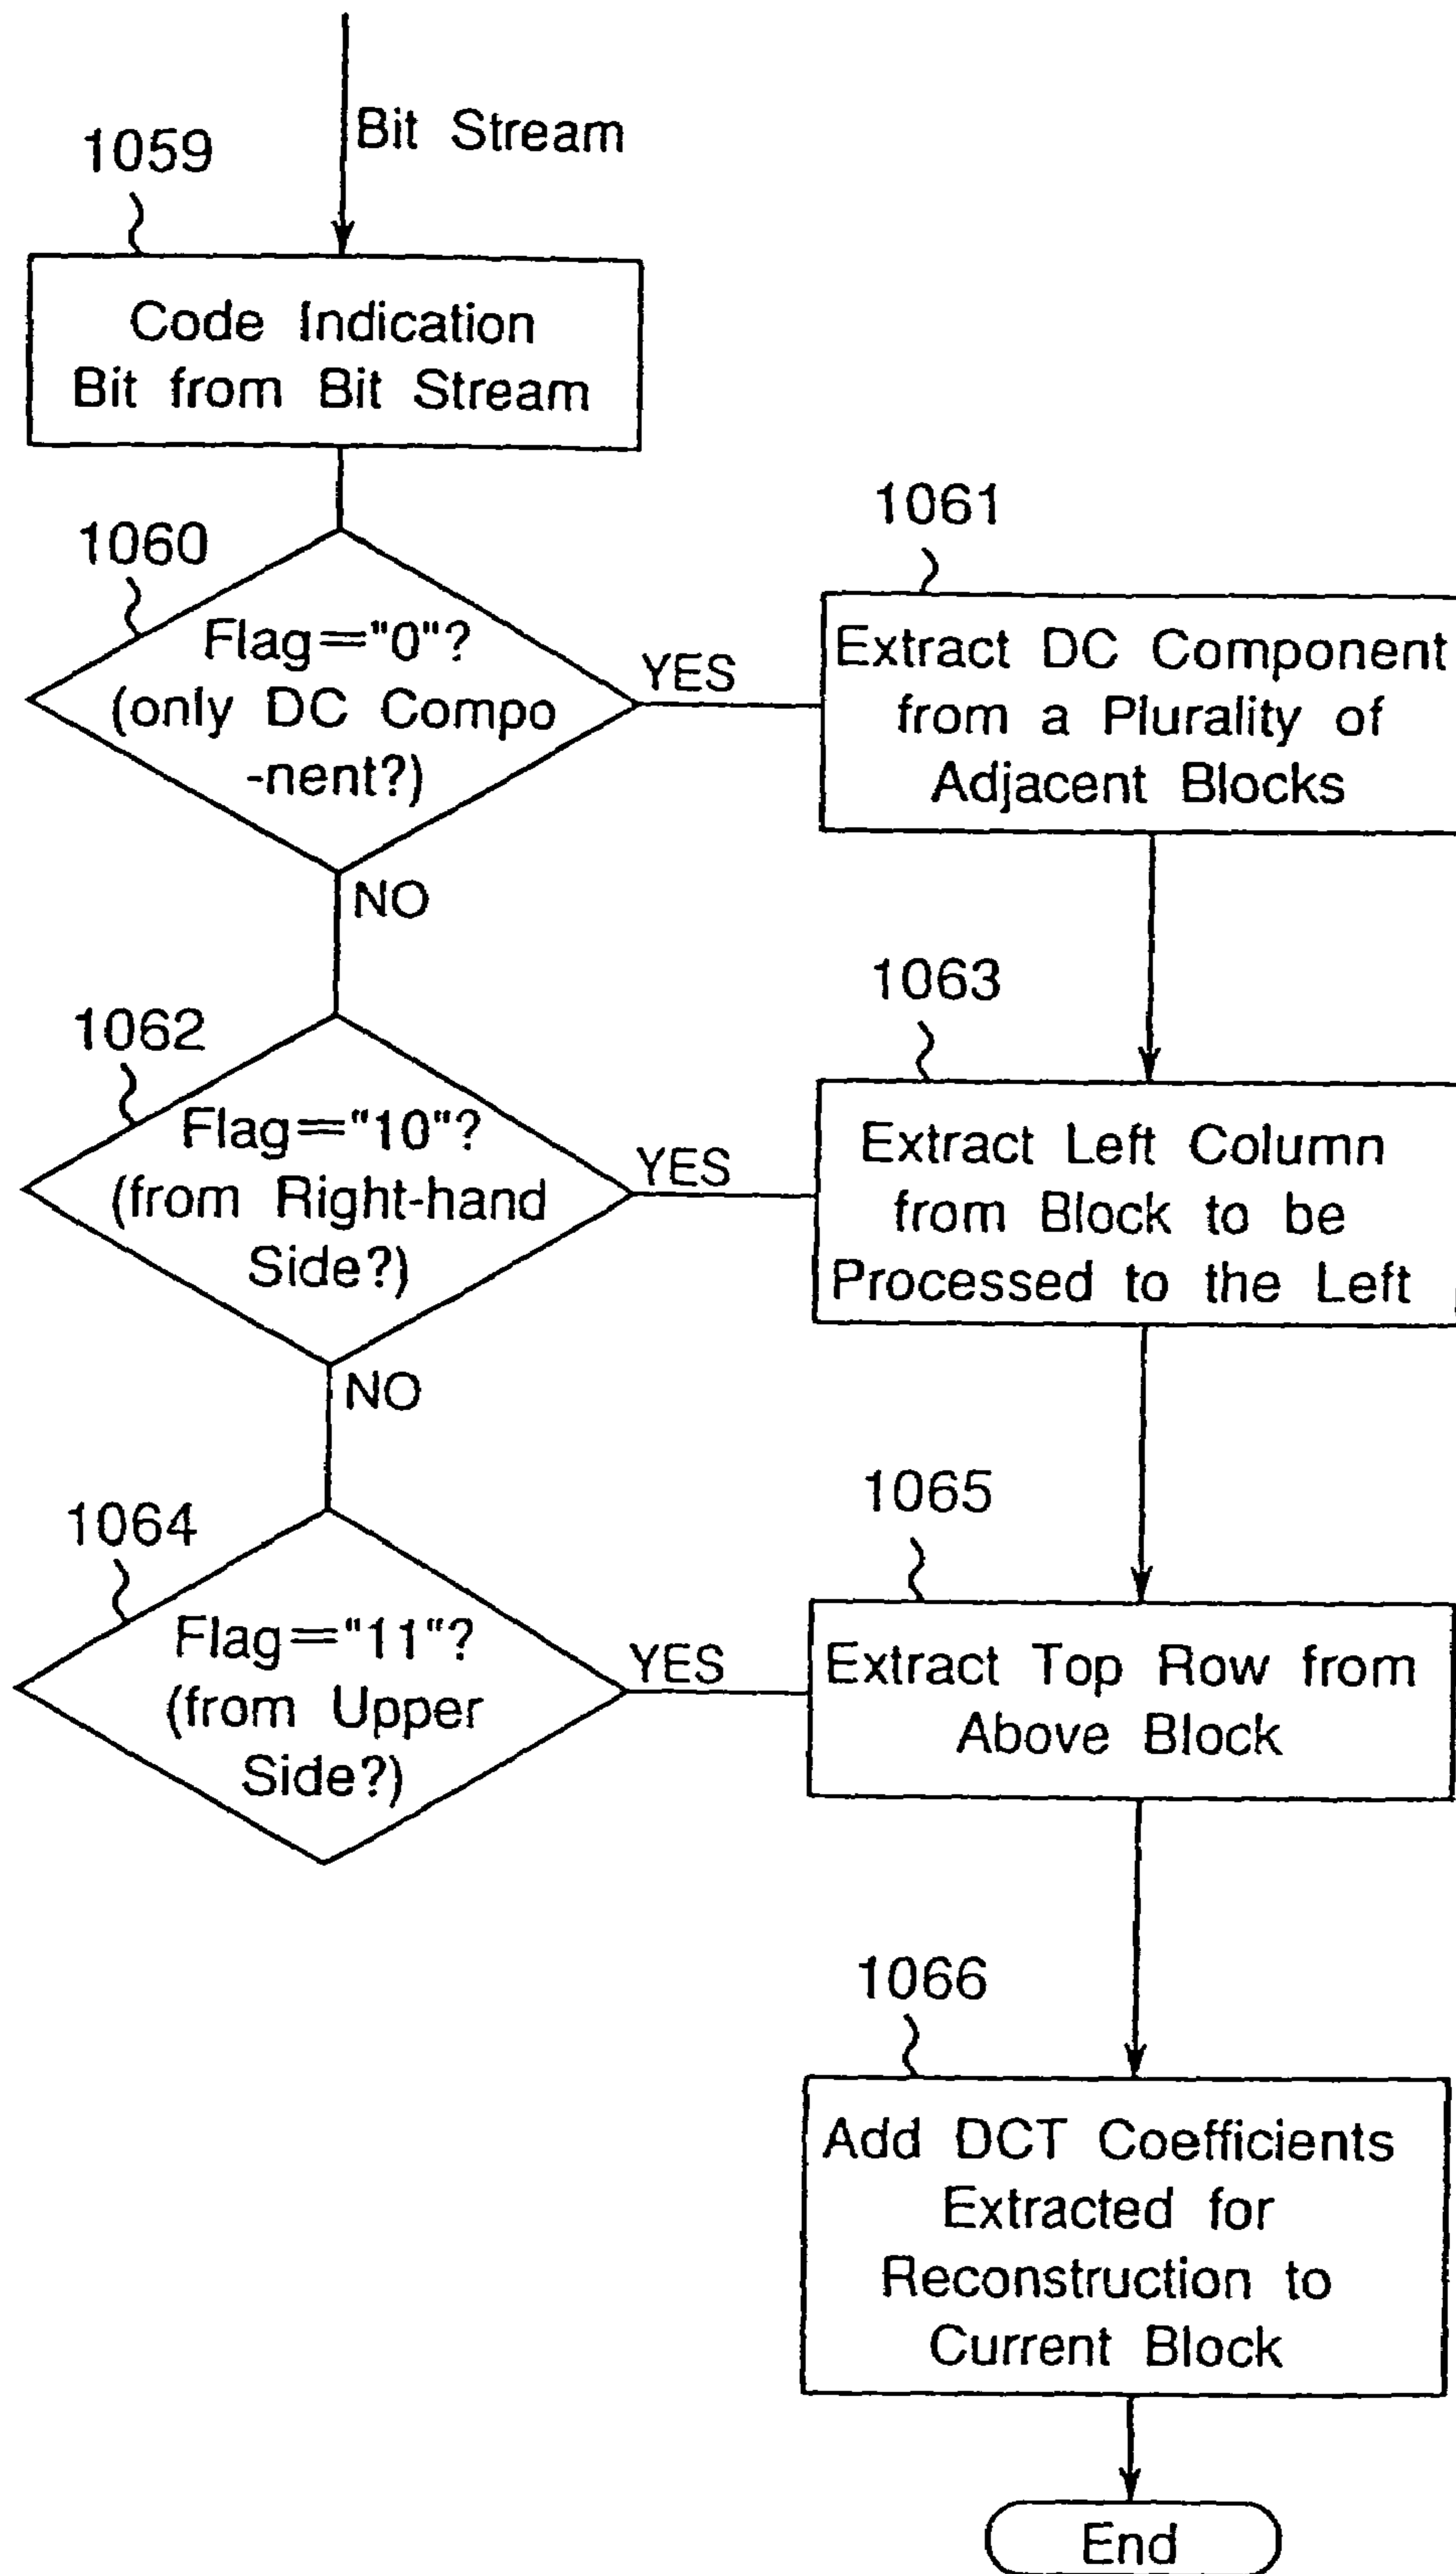 Bit Stream
1059
Code Indication
Bit from Bit Stream
1060
Flag="0"?
(only DC Compo
-nent?)
YES
NO
1061
Extract DC Component
from a Plurality of
Adjacent Blocks
1062
Flag="10"?
(from Right-hand
Side?)
YES
NO
1063
Extract Left Column
from Block to be
Processed to the Left
1064
Flag="11"?
(from Upper
Side?)
YES
1065
Extract Top Row from
Above Block
1066
Add DCT Coefficients
Extracted for
Reconstruction to
Current Block
End